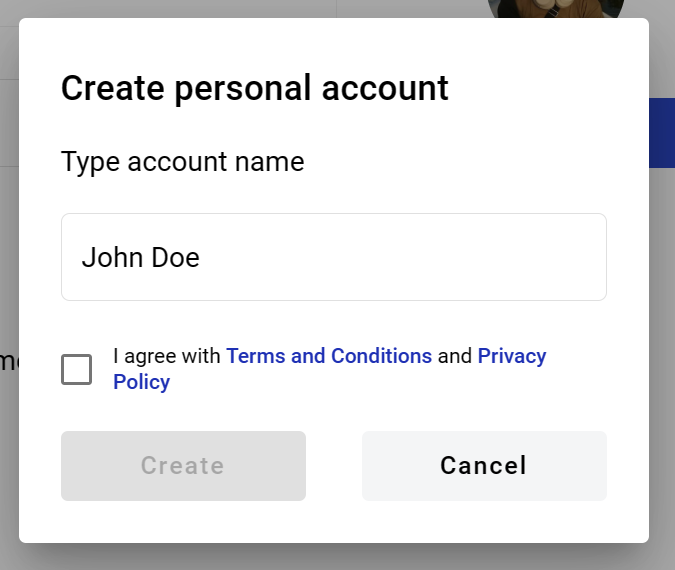 Create personal account
Type account name
John Doe
I agree with Terms and Conditions and Privacy
Policy
Create
Cancel